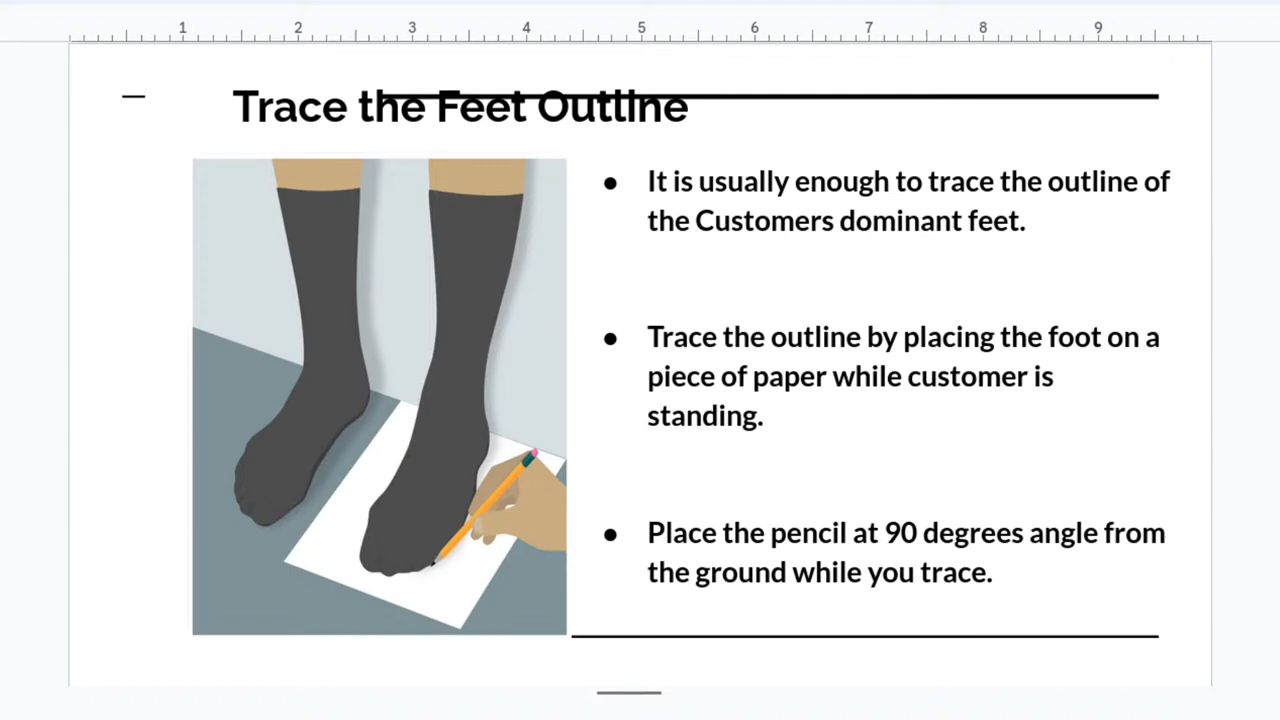 1 2 3 4 5 6 7 8 9
Trace the Feet Outline
● It is usually enough to trace the outline of
the Customers dominant feet.
● Trace the outline by placing the foot on a
piece of paper while customer is
standing.
● Place the pencil at 90 degrees angle from
the ground while you trace.